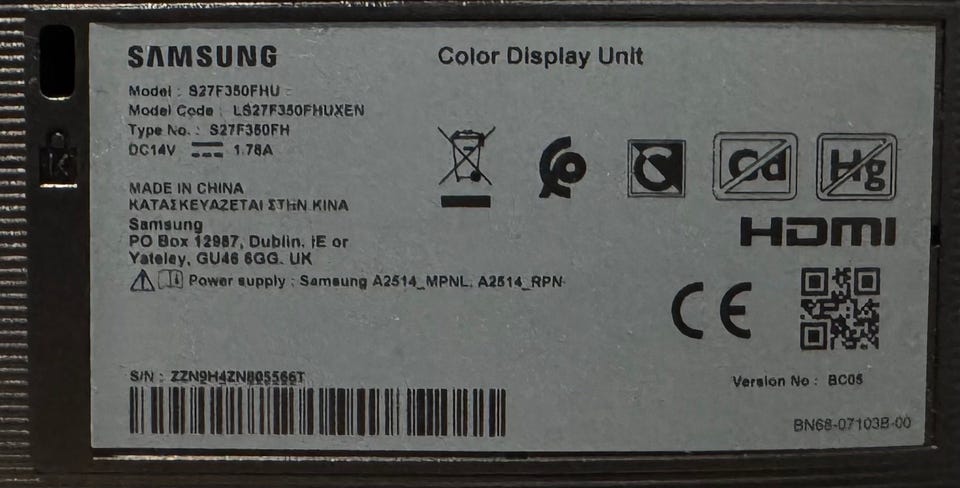 SAMSUNG
Color Display Unit
Model : S27F350FHU
Model Code : LS27F350FHUXEN
Type No. : S27F350FH
DC14V 1.78A
MADE IN CHINA
ΚΑΤΑΣΚΕΥΑΖΕΤΑΙ ΣΤΗΝ ΚΙΝΑ
Samsung
PO Box 12987, Dublin. IE or
Yateley, GU46 6GG. UK
Power supply : Samsung A2514_MPNL, A2514_RPN
Cd
Hg
HDMI
CE
S/N : ZZN9H4ZN805566T
Version No : BC05
BN68-07103B-00
K